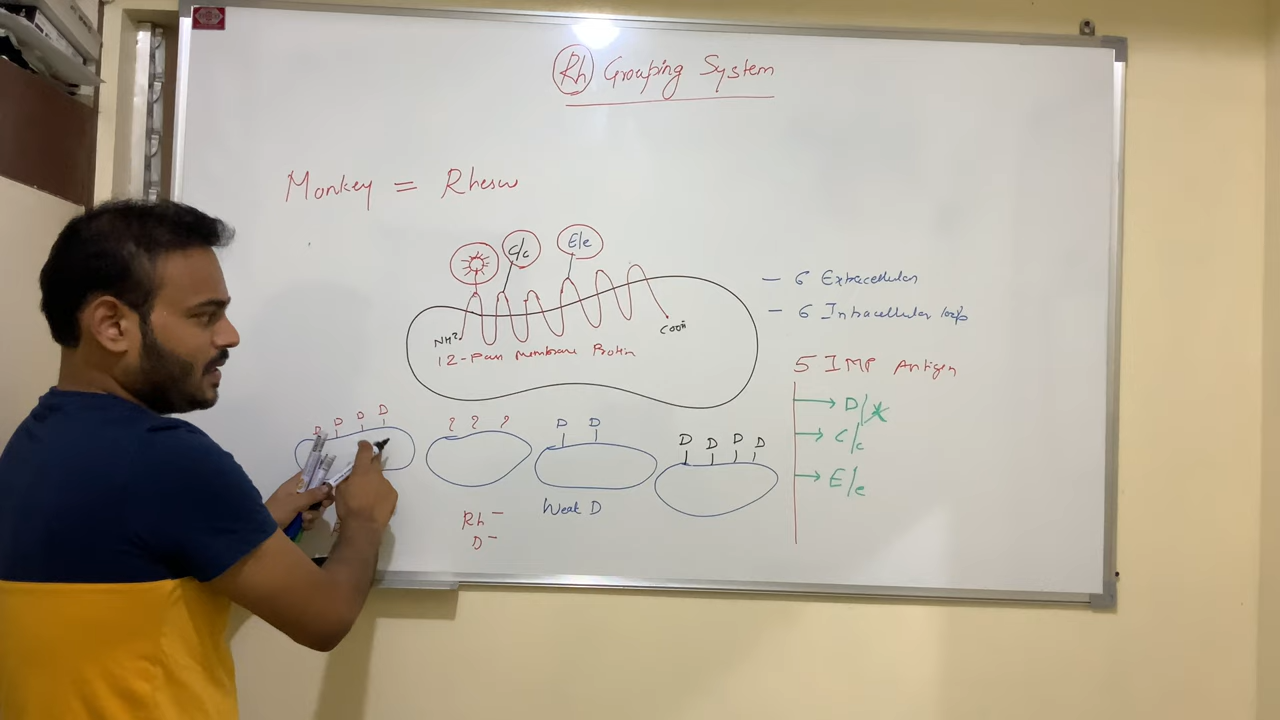 Rh Grouping System
Monkey = Rhesus
C/c
E/e
NH2
COOH
12-Pass Membrane Protin
- 6 Extracellular
- 6 Intracellular loops
5 IMP Antigen
D/
C/c
E/e
D D D D
? ? ?
D D
D D D D
Rh -
D -
Weak D